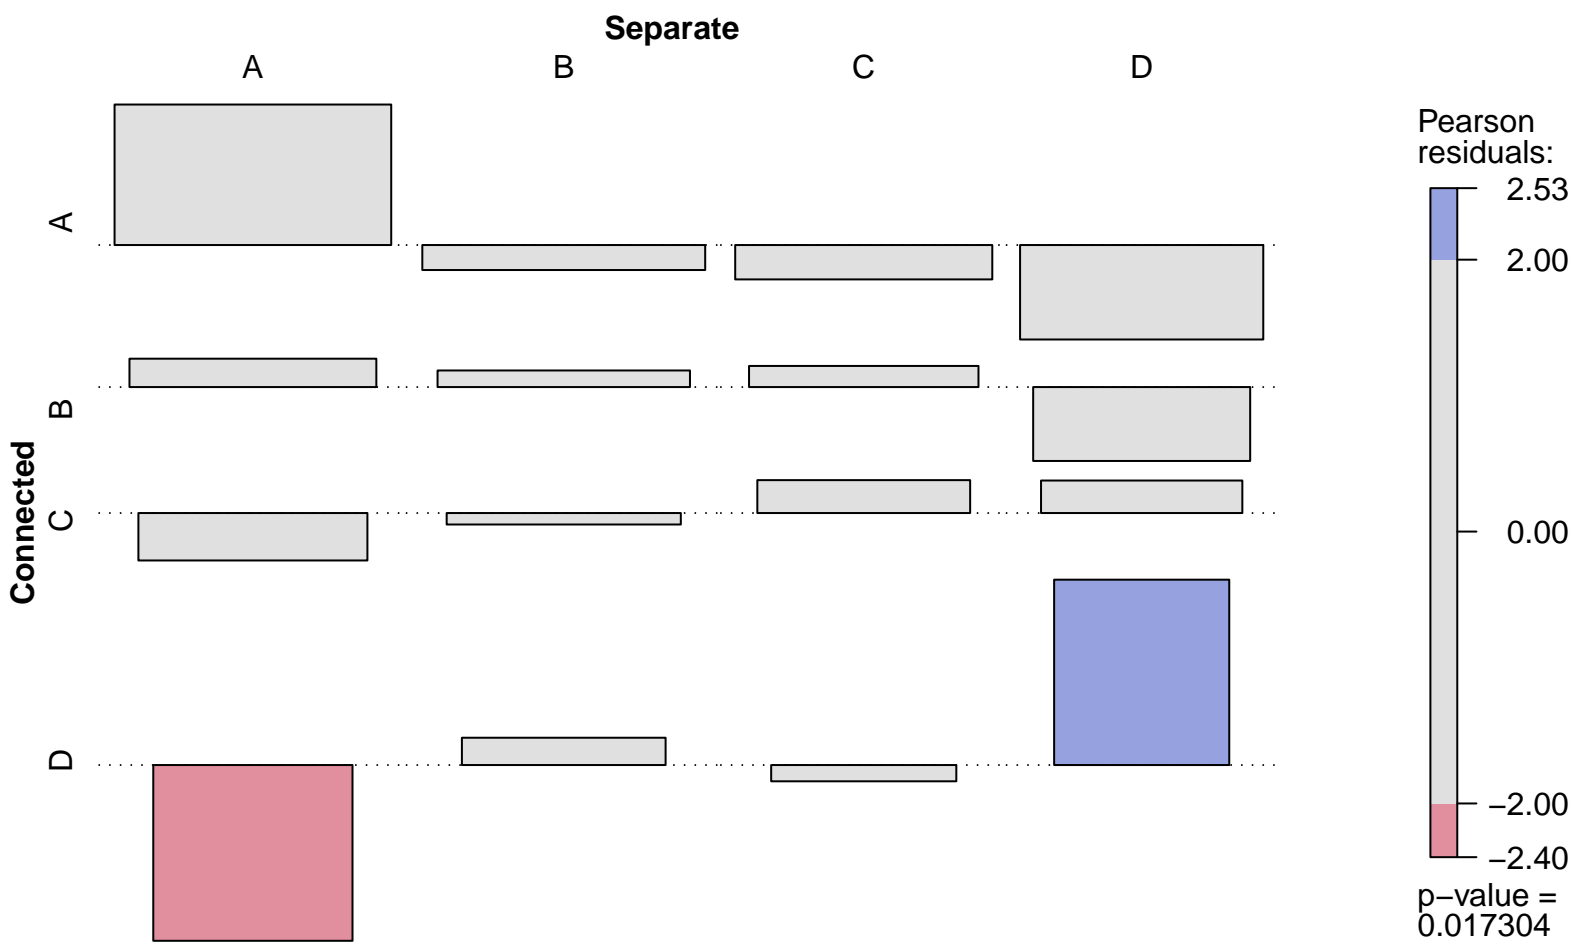 Separate
A B C D
Connected
A
B
C
D
Pearson
residuals:
2.53
2.00
0.00
−2.00
−2.40
p−value =
0.017304